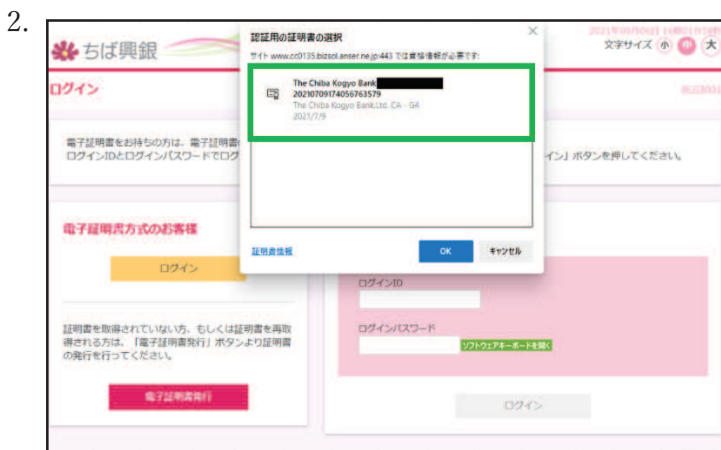 2.
ちば興銀
文字サイズ 小 中 大
認証用の証明書の選択
サイト www.cc0135.bizsol.anser.ne.jp:443 では資格情報が必要です:
The Chiba Kogyo Bank
20210709174056763579
The Chiba Kogyo Bank,Ltd. CA - G4
2021/7/9
証明書情報
OK
キャンセル
ログイン
電子証明書をお持ちの方は、電子証明書
ログインIDとログインパスワードでログ
イン」ボタンを押してください。
電子証明書方式のお客様
ログイン
証明書を取得されていない方、もしくは証明書を再取
得される方は、「電子証明書発行」ボタンより証明書
の発行を行ってください。
電子証明書発行
ログインID
ログインパスワード
ソフトウェアキーボードを開く
ログイン